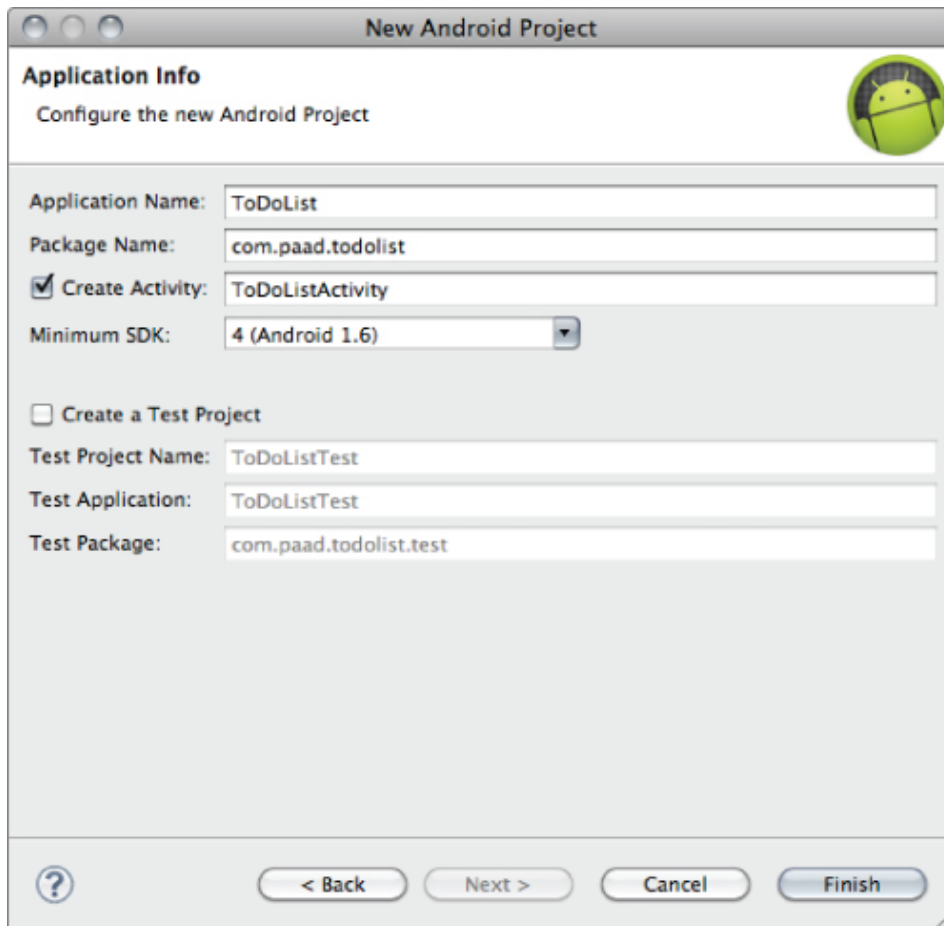 New Android Project
Application Info
Configure the new Android Project
Application Name: ToDoList
Package Name: com.paad.todolist
Create Activity: ToDoListActivity
Minimum SDK: 4 (Android 1.6)
Create a Test Project
Test Project Name: ToDoListTest
Test Application: ToDoListTest
Test Package: com.paad.todolist.test
? < Back Next > Cancel Finish